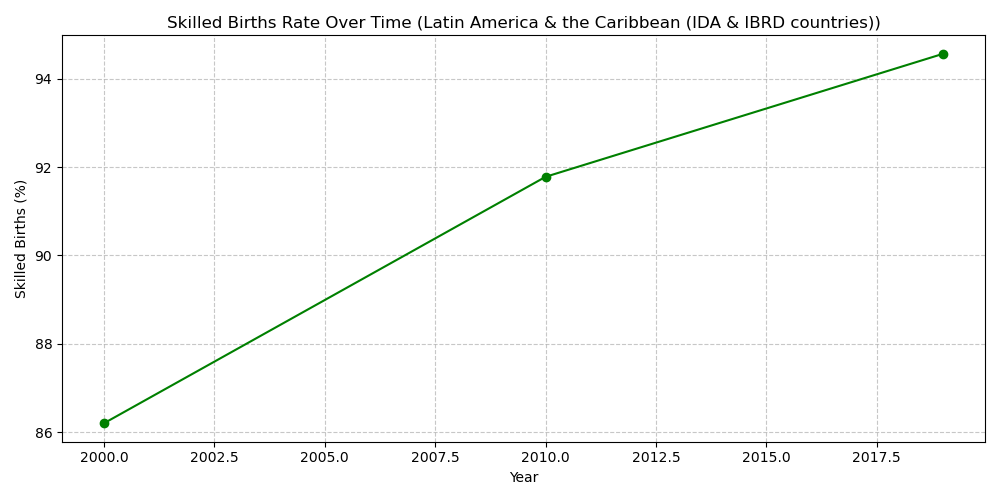 Skilled Births Rate Over Time (Latin America & the Caribbean (IDA & IBRD countries))
Skilled Births (%)
94
92
90
88
86
2000.0 2002.5 2005.0 2007.5 2010.0 2012.5 2015.0 2017.5
Year